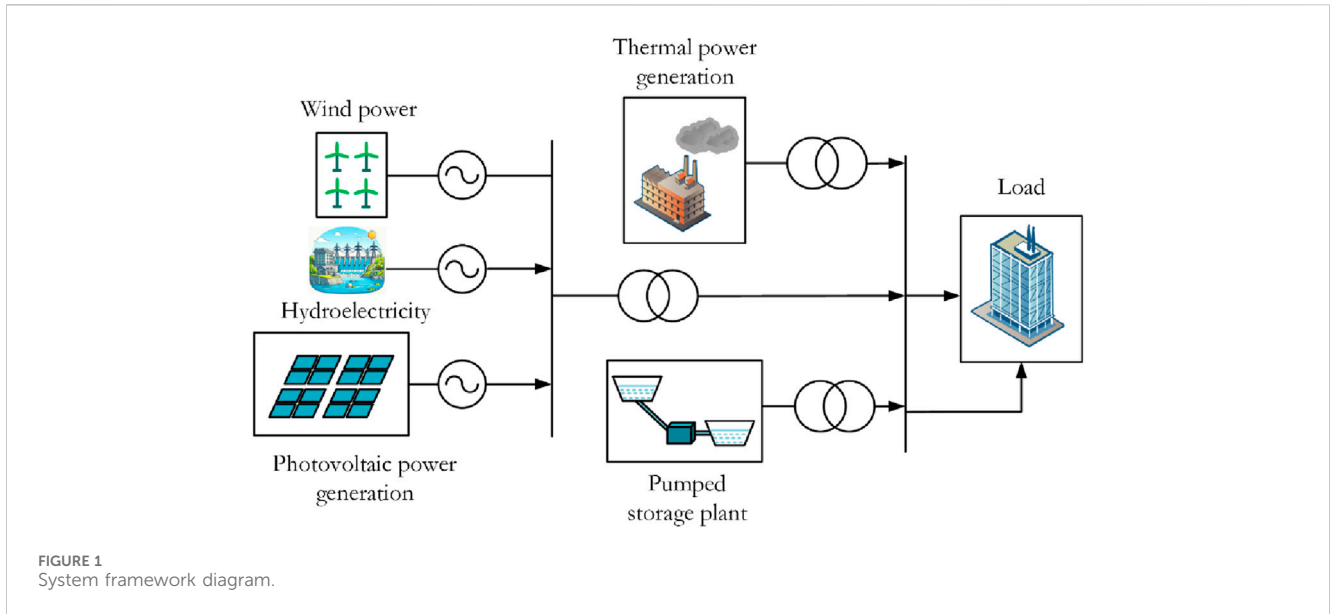 Thermal power
generation
Wind power
Load
Hydroelectricity
Photovoltaic power
generation
Pumped
storage plant
FIGURE 1
System framework diagram.